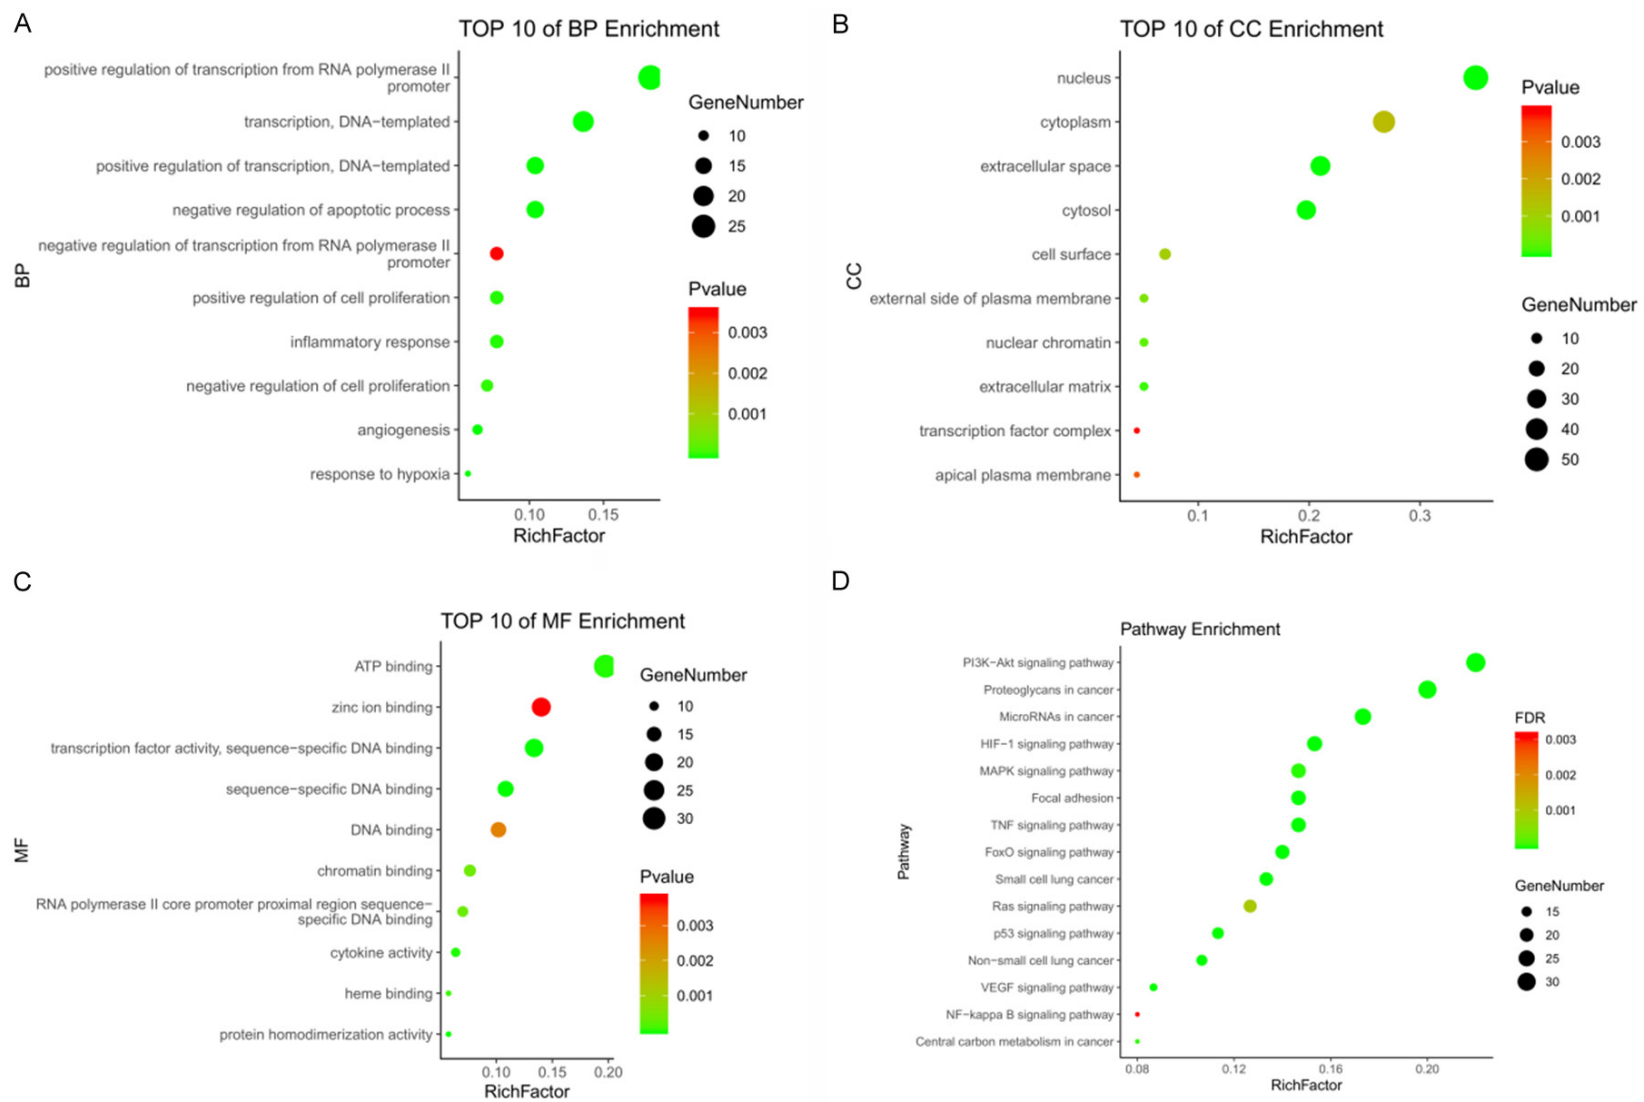 A
TOP 10 of BP Enrichment
positive regulation of transcription from RNA polymerase II
promoter
transcription, DNA−templated
positive regulation of transcription, DNA−templated
negative regulation of apoptotic process
negative regulation of transcription from RNA polymerase II
promoter
positive regulation of cell proliferation
inflammatory response
negative regulation of cell proliferation
angiogenesis
response to hypoxia
BP
0.10
0.15
RichFactor
GeneNumber
10
15
20
25
Pvalue
0.003
0.002
0.001
B
TOP 10 of CC Enrichment
nucleus
cytoplasm
extracellular space
cytosol
cell surface
external side of plasma membrane
nuclear chromatin
extracellular matrix
transcription factor complex
apical plasma membrane
CC
0.1
0.2
0.3
RichFactor
Pvalue
0.003
0.002
0.001
GeneNumber
10
20
30
40
50
C
TOP 10 of MF Enrichment
ATP binding
zinc ion binding
transcription factor activity, sequence−specific DNA binding
sequence−specific DNA binding
DNA binding
chromatin binding
RNA polymerase II core promoter proximal region sequence−
specific DNA binding
cytokine activity
heme binding
protein homodimerization activity
MF
0.10
0.15
0.20
RichFactor
GeneNumber
10
15
20
25
30
Pvalue
0.003
0.002
0.001
D
Pathway Enrichment
PI3K−Akt signaling pathway
Proteoglycans in cancer
MicroRNAs in cancer
HIF−1 signaling pathway
MAPK signaling pathway
Focal adhesion
TNF signaling pathway
FoxO signaling pathway
Small cell lung cancer
Ras signaling pathway
p53 signaling pathway
Non−small cell lung cancer
VEGF signaling pathway
NF−kappa B signaling pathway
Central carbon metabolism in cancer
Pathway
0.08
0.12
0.16
0.20
RichFactor
FDR
0.003
0.002
0.001
GeneNumber
15
20
25
30